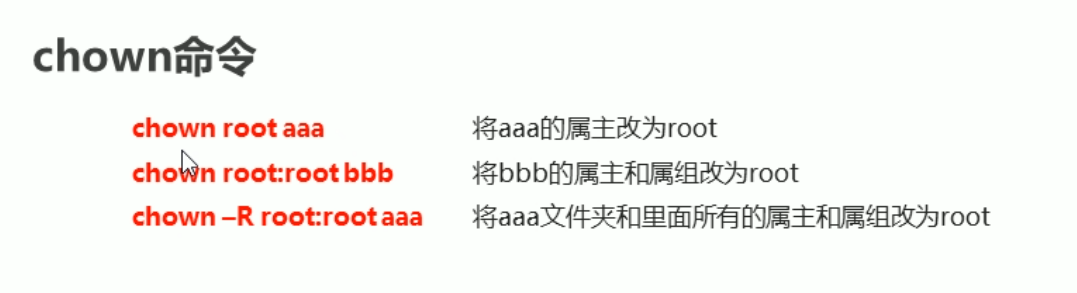 chown命令
chown root aaa 将aaa的属主改为root
chown root:root bbb 将bbb的属主和属组改为root
chown –R root:root aaa 将aaa文件夹和里面所有的属主和属组改为root